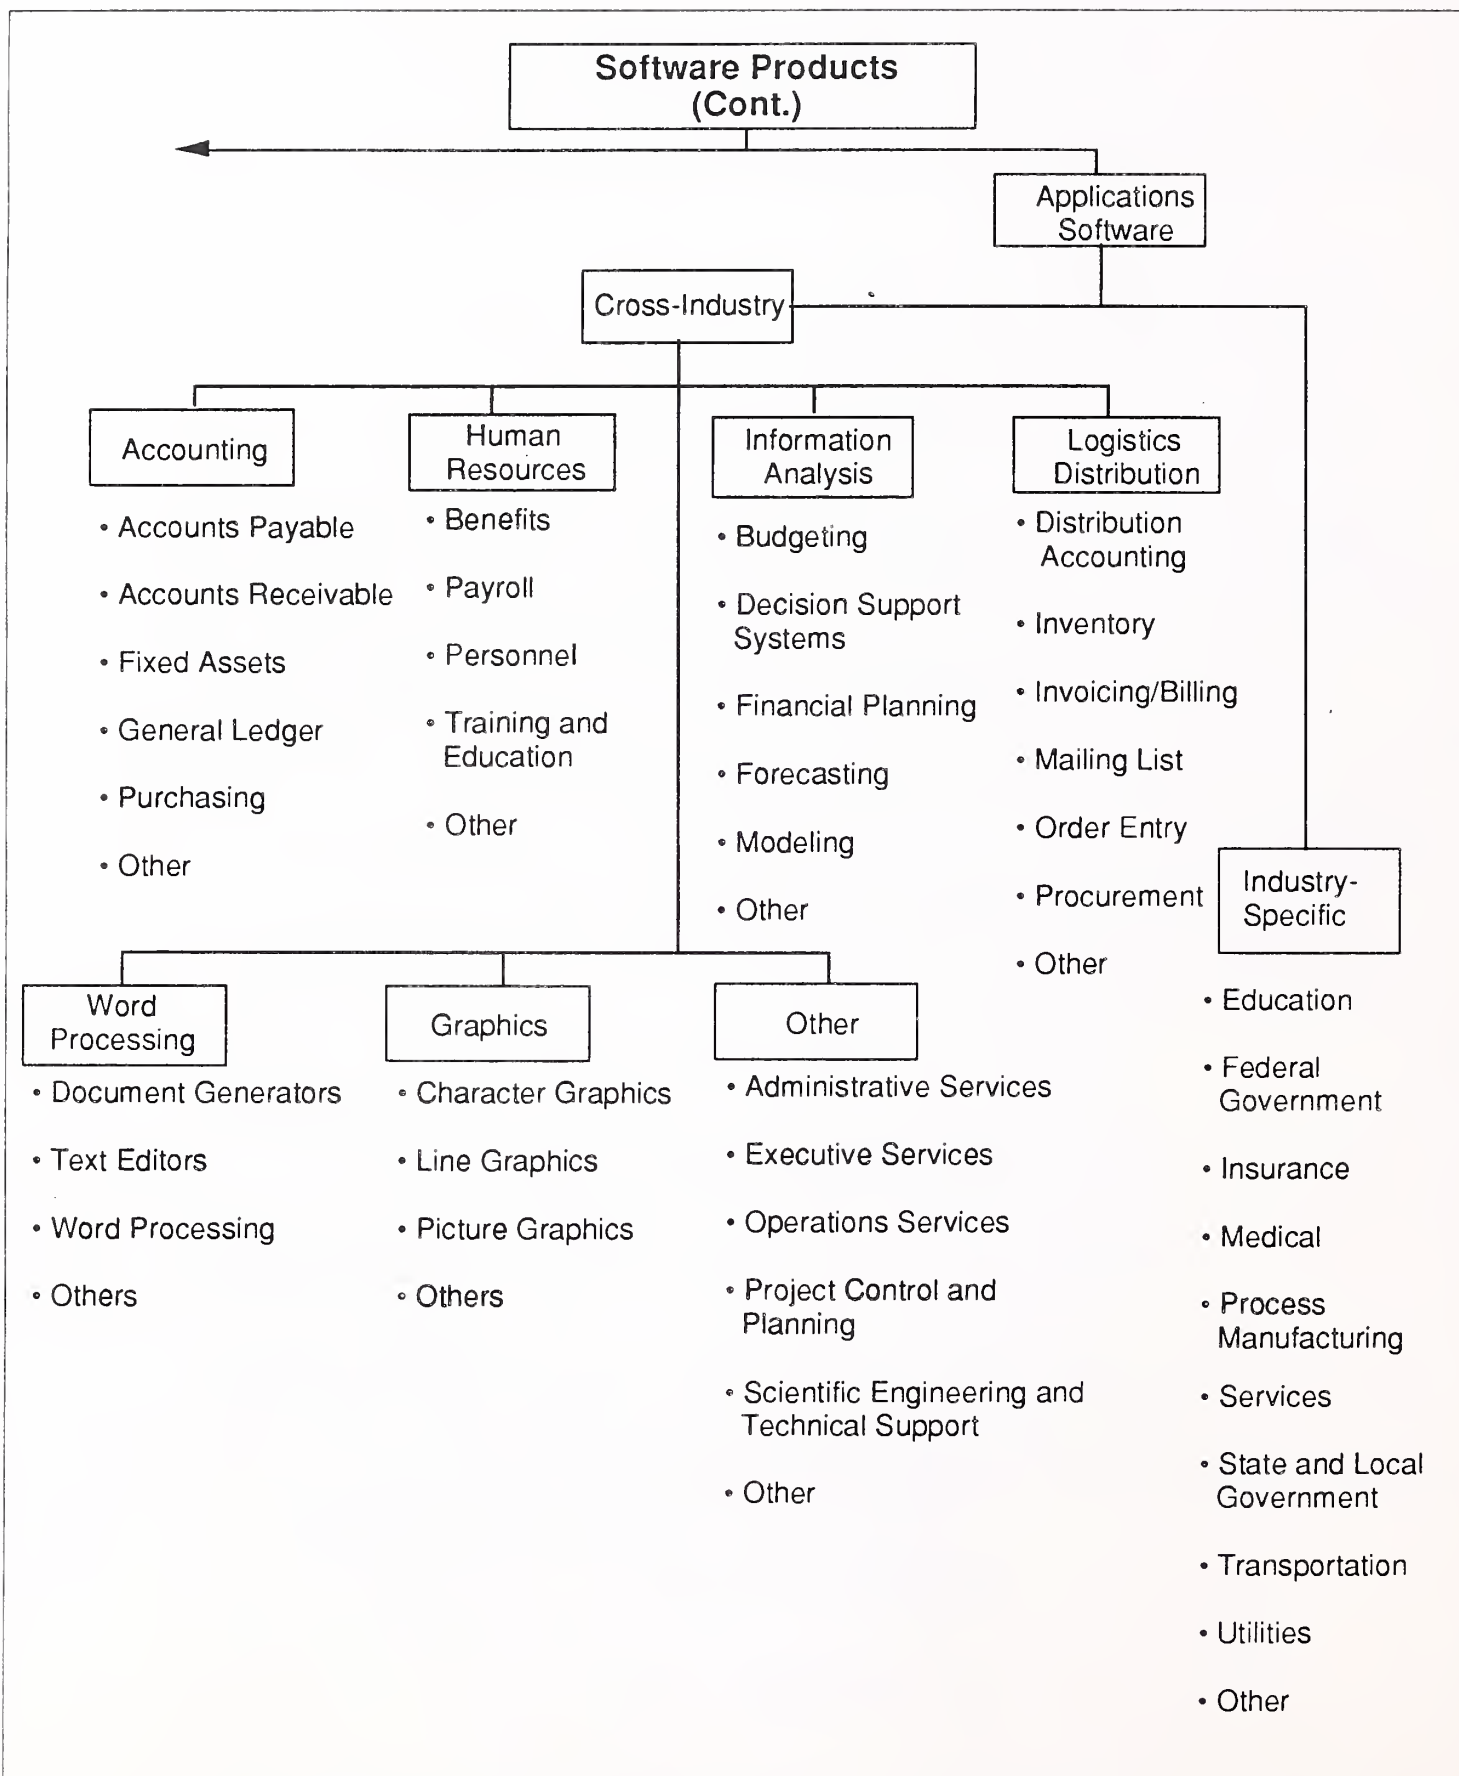 Software Products
(Cont.)
Applications
Software
Cross-Industry
Accounting
• Accounts Payable
• Accounts Receivable
• Fixed Assets
• General Ledger
• Purchasing
• Other
Human
Resources
• Benefits
• Payroll
• Personnel
• Training and
Education
• Other
Information
Analysis
• Budgeting
• Decision Support
Systems
• Financial Planning
• Forecasting
• Modeling
• Other
Logistics
Distribution
• Distribution
Accounting
• Inventory
• Invoicing/Billing
• Mailing List
• Order Entry
• Procurement
• Other
Word
Processing
• Document Generators
• Text Editors
• Word Processing
• Others
Graphics
• Character Graphics
• Line Graphics
• Picture Graphics
• Others
Other
• Administrative Services
• Executive Services
• Operations Services
• Project Control and
Planning
• Scientific Engineering and
Technical Support
• Other
Industry-
Specific
• Education
• Federal
Government
• Insurance
• Medical
• Process
Manufacturing
• Services
• State and Local
Government
• Transportation
• Utilities
• Other